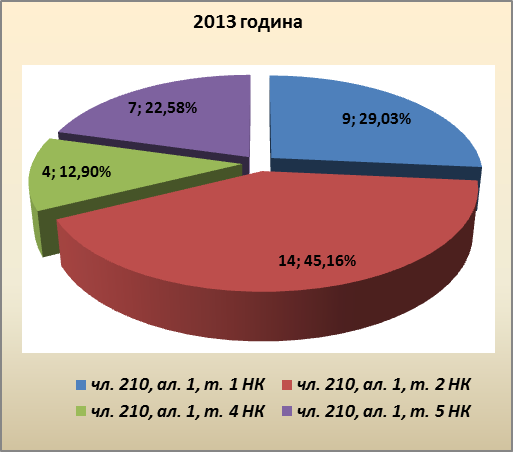 2013 година
7; 22,58%
9; 29,03%
4; 12,90%
14; 45,16%
чл. 210, ал. 1, т. 1 НК
чл. 210, ал. 1, т. 2 НК
чл. 210, ал. 1, т. 4 НК
чл. 210, ал. 1, т. 5 НК